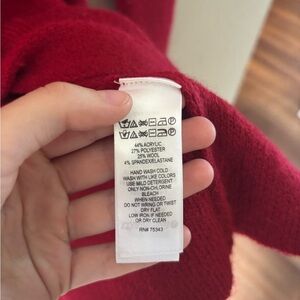 44% ACRYLIC
27% POLYESTER
25% WOOL
4% SPANDEX/ELASTANE
HAND WASH COLD
WASH WITH LIKE COLORS
USE MILD DETERGENT
ONLY NON-CHLORINE
BLEACH
WHEN NEEDED
DO NOT WRING OR TWIST
DRY FLAT
LOW IRON IF NEEDED
OR DRY CLEAN
RN# 75343